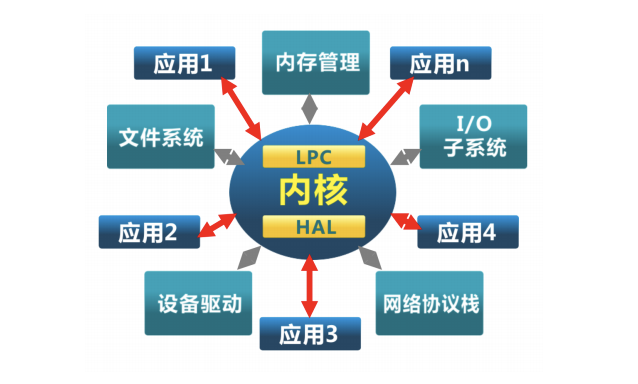 应用1
内存管理
应用n
文件系统
I/O
子系统
LPC
内核
HAL
应用2
应用4
设备驱动
网络协议栈
应用3